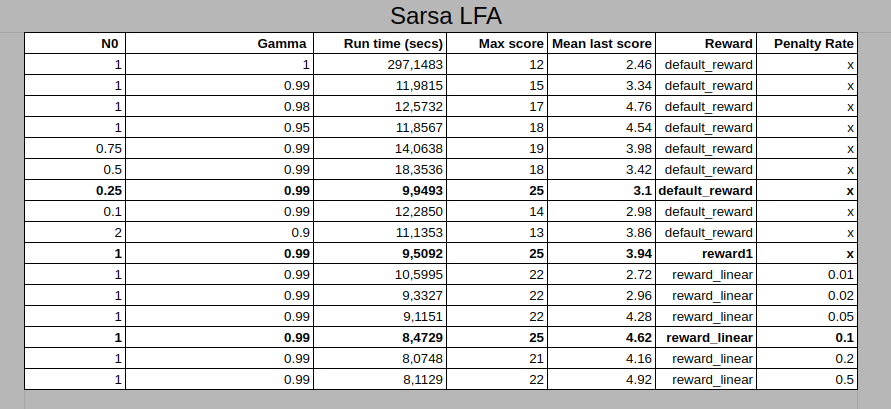 Sarsa LFA
N0 Gamma Run time (secs) Max score Mean last score Reward Penalty Rate
1 1 297,1483 12 2.46 default_reward x
1 0.99 11,9815 15 3.34 default_reward x
1 0.98 12,5732 17 4.76 default_reward x
1 0.95 11,8567 18 4.54 default_reward x
0.75 0.99 14,0638 19 3.98 default_reward x
0.5 0.99 18,3536 18 3.42 default_reward x
0.25 0.99 9,9493 25 3.1 default_reward x
0.1 0.99 12,2850 14 2.98 default_reward x
2 0.9 11,1353 13 3.86 default_reward x
1 0.99 9,5092 25 3.94 reward1 x
1 0.99 10,5995 22 2.72 reward_linear 0.01
1 0.99 9,3327 22 2.96 reward_linear 0.02
1 0.99 9,1151 22 4.28 reward_linear 0.05
1 0.99 8,4729 25 4.62 reward_linear 0.1
1 0.99 8,0748 21 4.16 reward_linear 0.2
1 0.99 8,1129 22 4.92 reward_linear 0.5